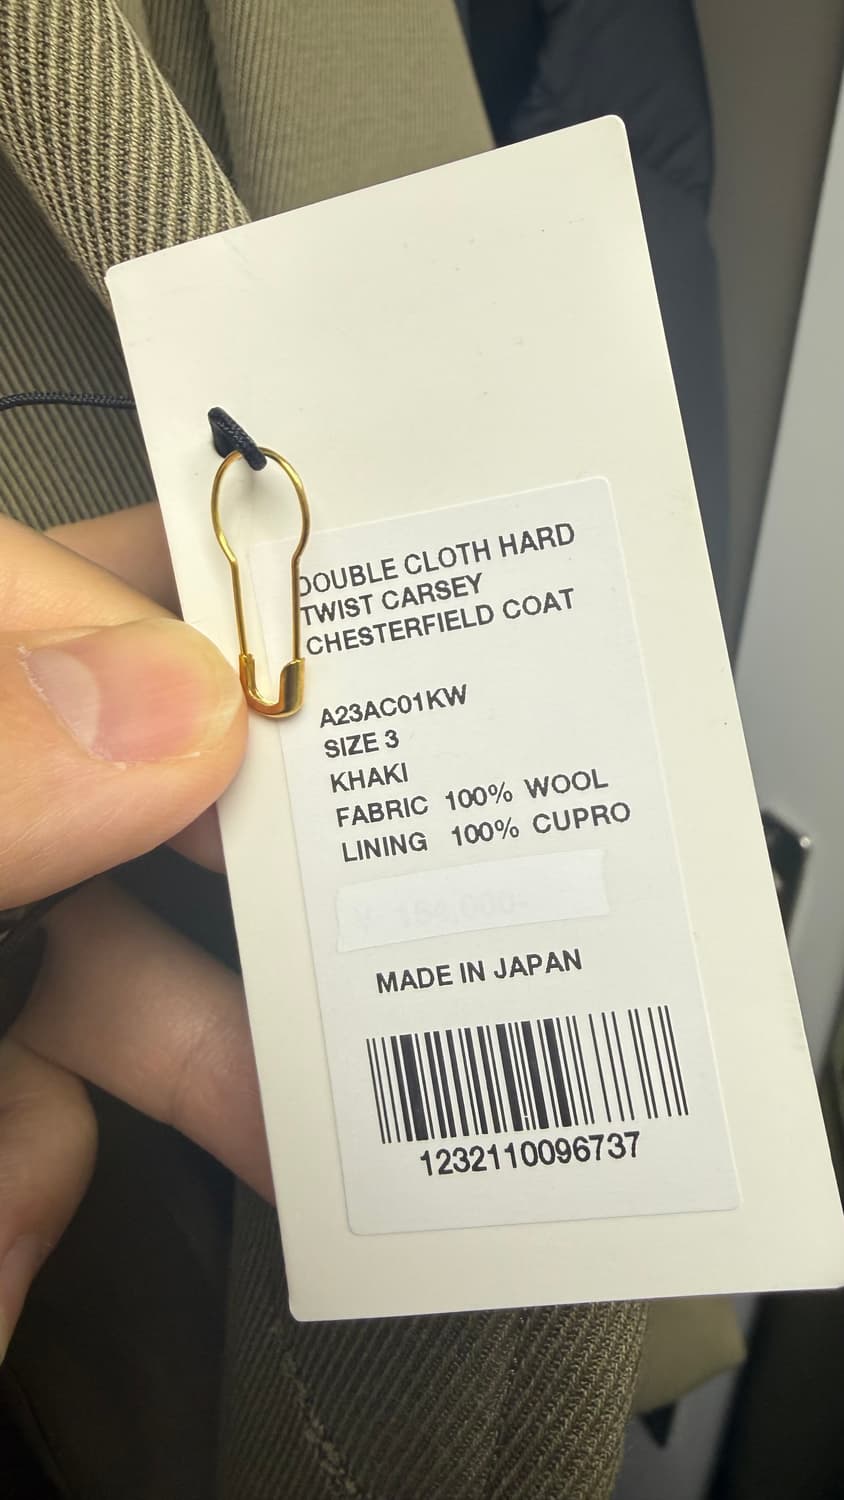 DOUBLE CLOTH HARD
TWIST CARSEY
CHESTERFIELD COAT
A23AC01KW
SIZE 3
KHAKI
FABRIC 100% WOOL
LINING 100% CUPRO
MADE IN JAPAN
1232110096737